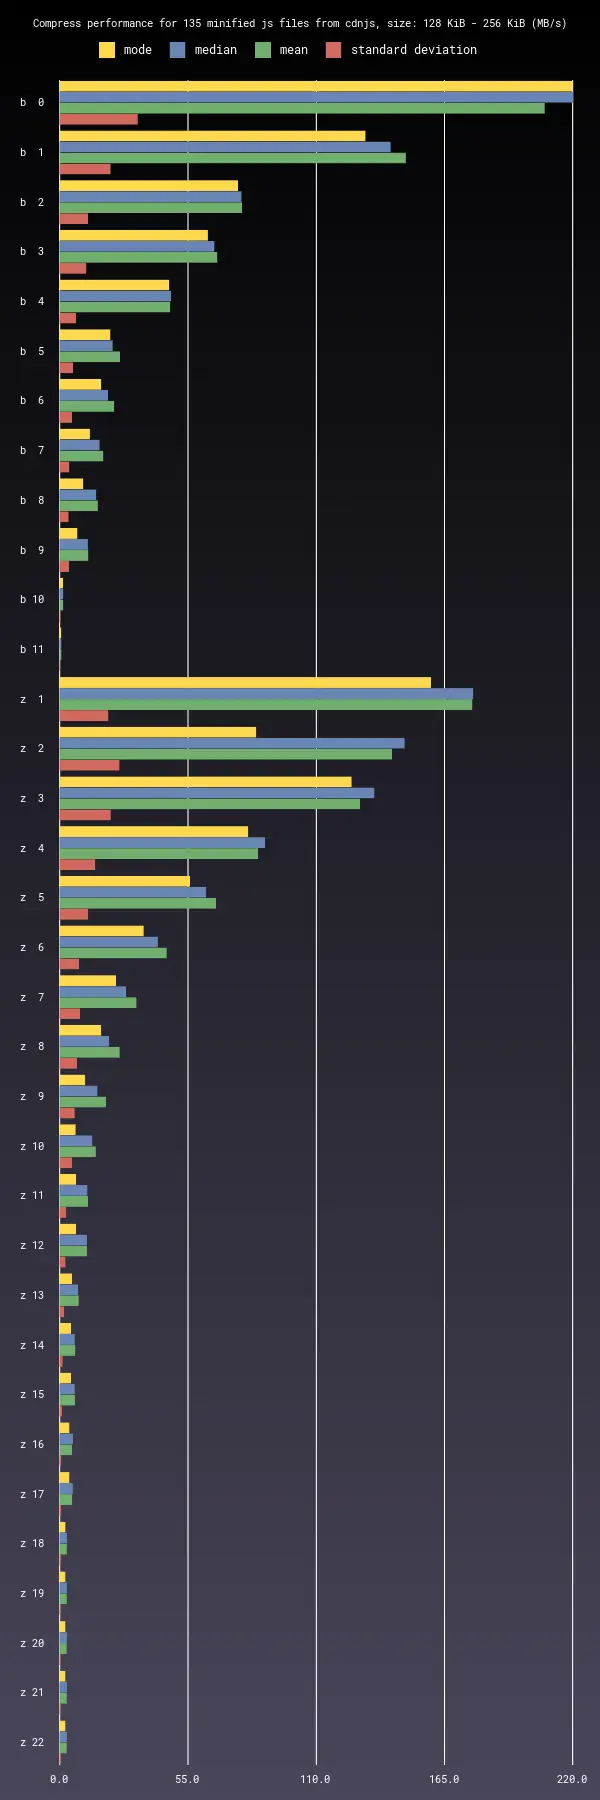 Compress performance for 135 minified js files from cdnjs, size: 128 KiB - 256 KiB (MB/s)
mode median mean standard deviation
b 0
b 1
b 2
b 3
b 4
b 5
b 6
b 7
b 8
b 9
b 10
b 11
z 1
z 2
z 3
z 4
z 5
z 6
z 7
z 8
z 9
z 10
z 11
z 12
z 13
z 14
z 15
z 16
z 17
z 18
z 19
z 20
z 21
z 22
0.0 55.0 110.0 165.0 220.0